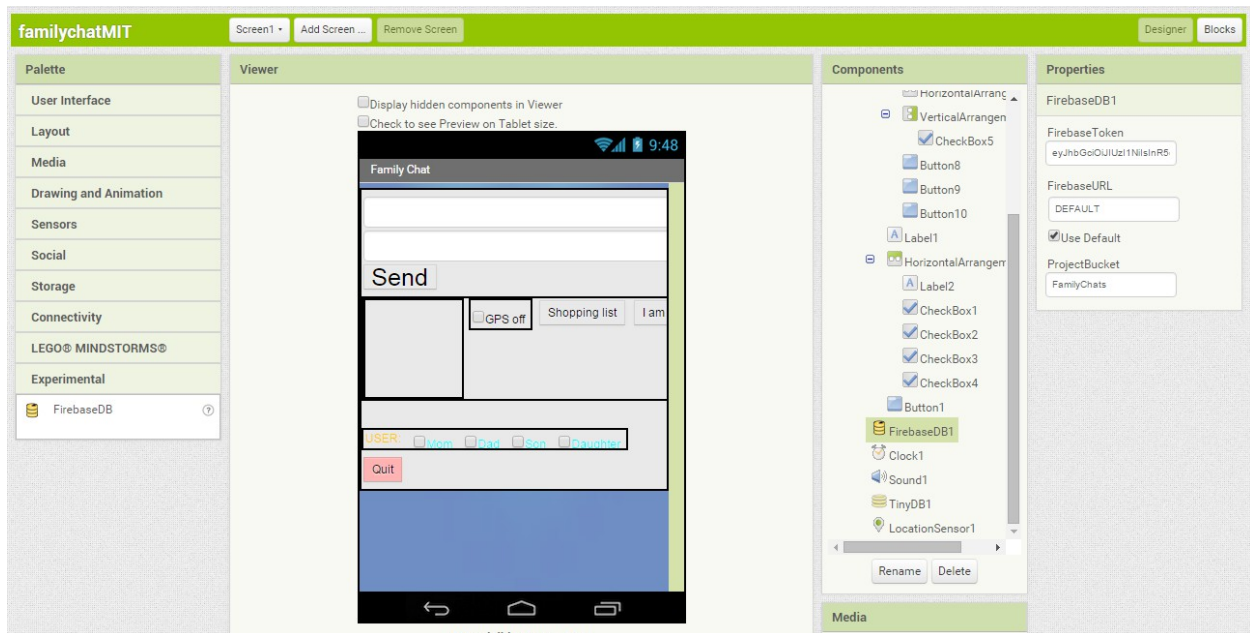 familychatMIT
Screen1
Add Screen ...
Remove Screen
Designer
Blocks
Palette
User Interface
Layout
Media
Drawing and Animation
Sensors
Social
Storage
Connectivity
LEGO® MINDSTORMS®
Experimental
FirebaseDB
Viewer
Display hidden components in Viewer
Check to see Preview on Tablet size.
9:48
Family Chat
Send
GPS off
Shopping list
I am
USER:
Mom
Dad
Son
Daughter
Quit
Components
HorizontalArrang
VerticalArrangen
CheckBox5
Button8
Button9
Button10
Label1
HorizontalArrangem
Label2
CheckBox1
CheckBox2
CheckBox3
CheckBox4
Button1
FirebaseDB1
Clock1
Sound1
TinyDB1
LocationSensor1
Rename
Delete
Media
Properties
FirebaseDB1
FirebaseToken
FirebaseURL
DEFAULT
Use Default
ProjectBucket
FamilyChats